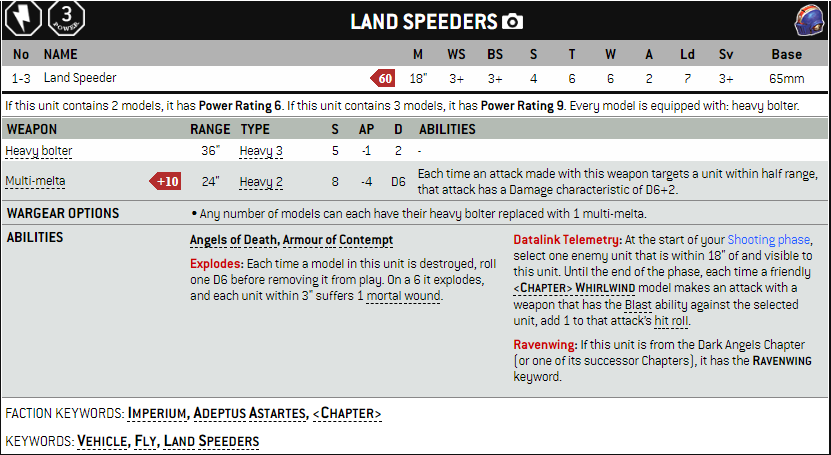 3
POWER
LAND SPEEDERS
No NAME M WS BS S T W A Ld Sv Base
1-3 Land Speeder 60 18" 3+ 3+ 4 6 6 2 7 3+ 65mm
If this unit contains 2 models, it has Power Rating 6. If this unit contains 3 models, it has Power Rating 9. Every model is equipped with: heavy bolter.
WEAPON RANGE TYPE S AP D ABILITIES
Heavy bolter 36" Heavy 3 5 -1 2 -
Multi-melta +10 24" Heavy 2 8 -4 D6 Each time an attack made with this weapon targets a unit within half range,
that attack has a Damage characteristic of D6+2.
WARGEAR OPTIONS • Any number of models can each have their heavy bolter replaced with 1 multi-melta.
ABILITIES
Angels of Death, Armour of Contempt
Explodes: Each time a model in this unit is destroyed, roll
one D6 before removing it from play. On a 6 it explodes,
and each unit within 3" suffers 1 mortal wound.
Datalink Telemetry: At the start of your Shooting phase,
select one enemy unit that is within 18" of and visible to
this unit. Until the end of the phase, each time a friendly
<CHAPTER> WHIRLWIND model makes an attack with a
weapon that has the Blast ability against the selected
unit, add 1 to that attack's hit roll.
Ravenwing: If this unit is from the Dark Angels Chapter
(or one of its successor Chapters), it has the RAVENWING
keyword.
FACTION KEYWORDS: IMPERIUM, ADEPTUS ASTARTES, <CHAPTER>
KEYWORDS: VEHICLE, FLY, LAND SPEEDERS